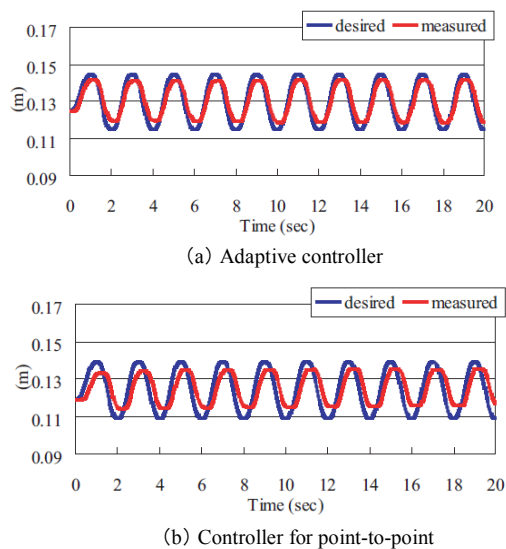 0.17
desired measured
0.15
(m)
0.13
0.11
0.09
0 2 4 6 8 10 12 14 16 18 20
Time (sec)
(a) Adaptive controller
0.17
desired measured
0.15
(m)
0.13
0.11
0.09
0 2 4 6 8 10 12 14 16 18 20
Time (sec)
(b) Controller for point-to-point